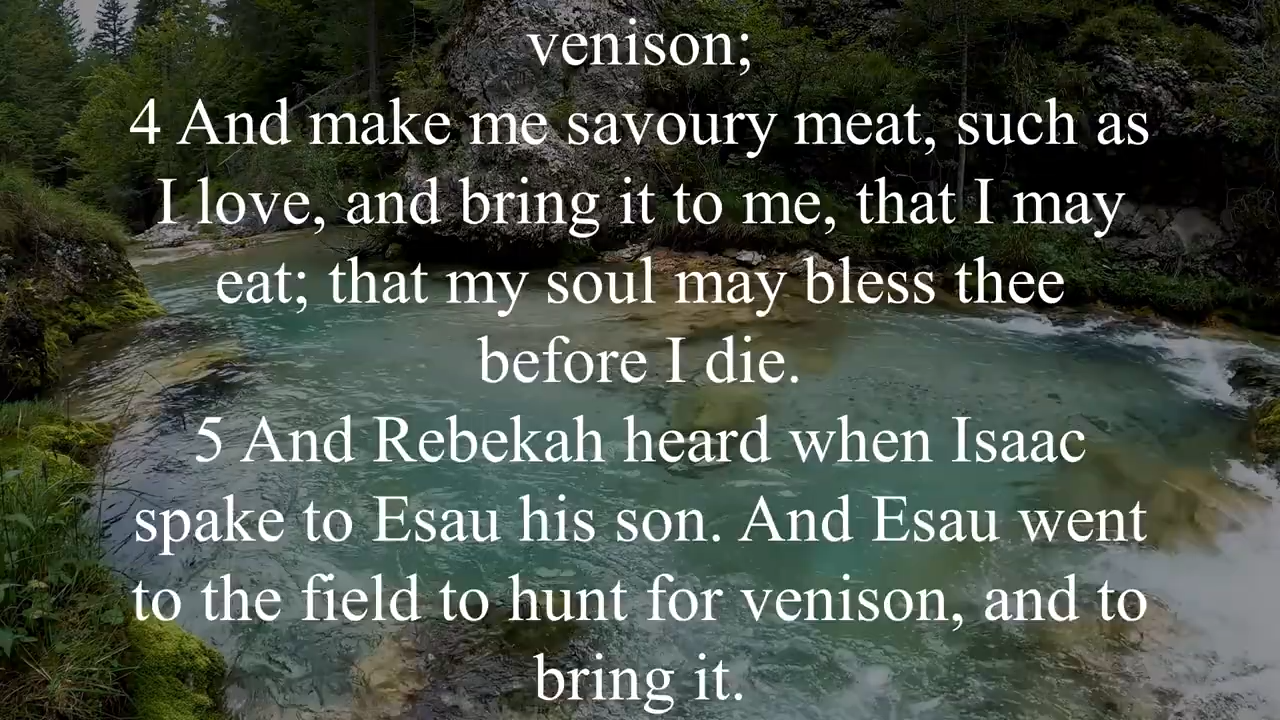 venison;
4 And make me savoury meat, such as
I love, and bring it to me, that I may
eat; that my soul may bless thee
before I die.
5 And Rebekah heard when Isaac
spake to Esau his son. And Esau went
to the field to hunt for venison, and to
bring it.